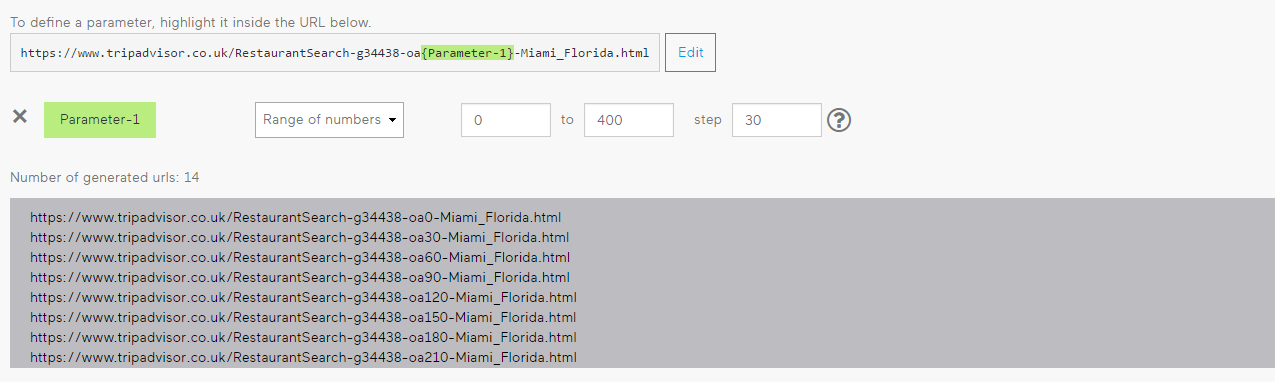 To define a parameter, highlight it inside the URL below.
https://www.tripadvisor.co.uk/RestaurantSearch-g34438-oa{Parameter-1}-Miami_Florida.html Edit
× Parameter-1 Range of numbers 0 to 400 step 30 ?
Number of generated urls: 14
https://www.tripadvisor.co.uk/RestaurantSearch-g34438-oa0-Miami_Florida.html
https://www.tripadvisor.co.uk/RestaurantSearch-g34438-oa30-Miami_Florida.html
https://www.tripadvisor.co.uk/RestaurantSearch-g34438-oa60-Miami_Florida.html
https://www.tripadvisor.co.uk/RestaurantSearch-g34438-oa90-Miami_Florida.html
https://www.tripadvisor.co.uk/RestaurantSearch-g34438-oa120-Miami_Florida.html
https://www.tripadvisor.co.uk/RestaurantSearch-g34438-oa150-Miami_Florida.html
https://www.tripadvisor.co.uk/RestaurantSearch-g34438-oa180-Miami_Florida.html
https://www.tripadvisor.co.uk/RestaurantSearch-g34438-oa210-Miami_Florida.html